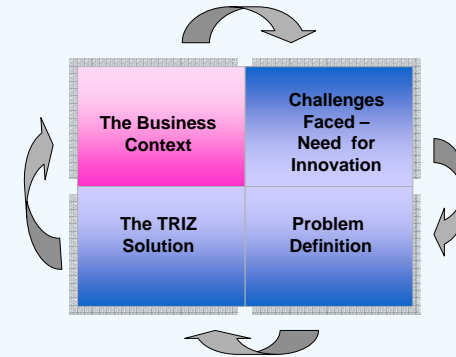 The Business
Context
Challenges
Faced –
Need for
Innovation
The TRIZ
Solution
Problem
Definition